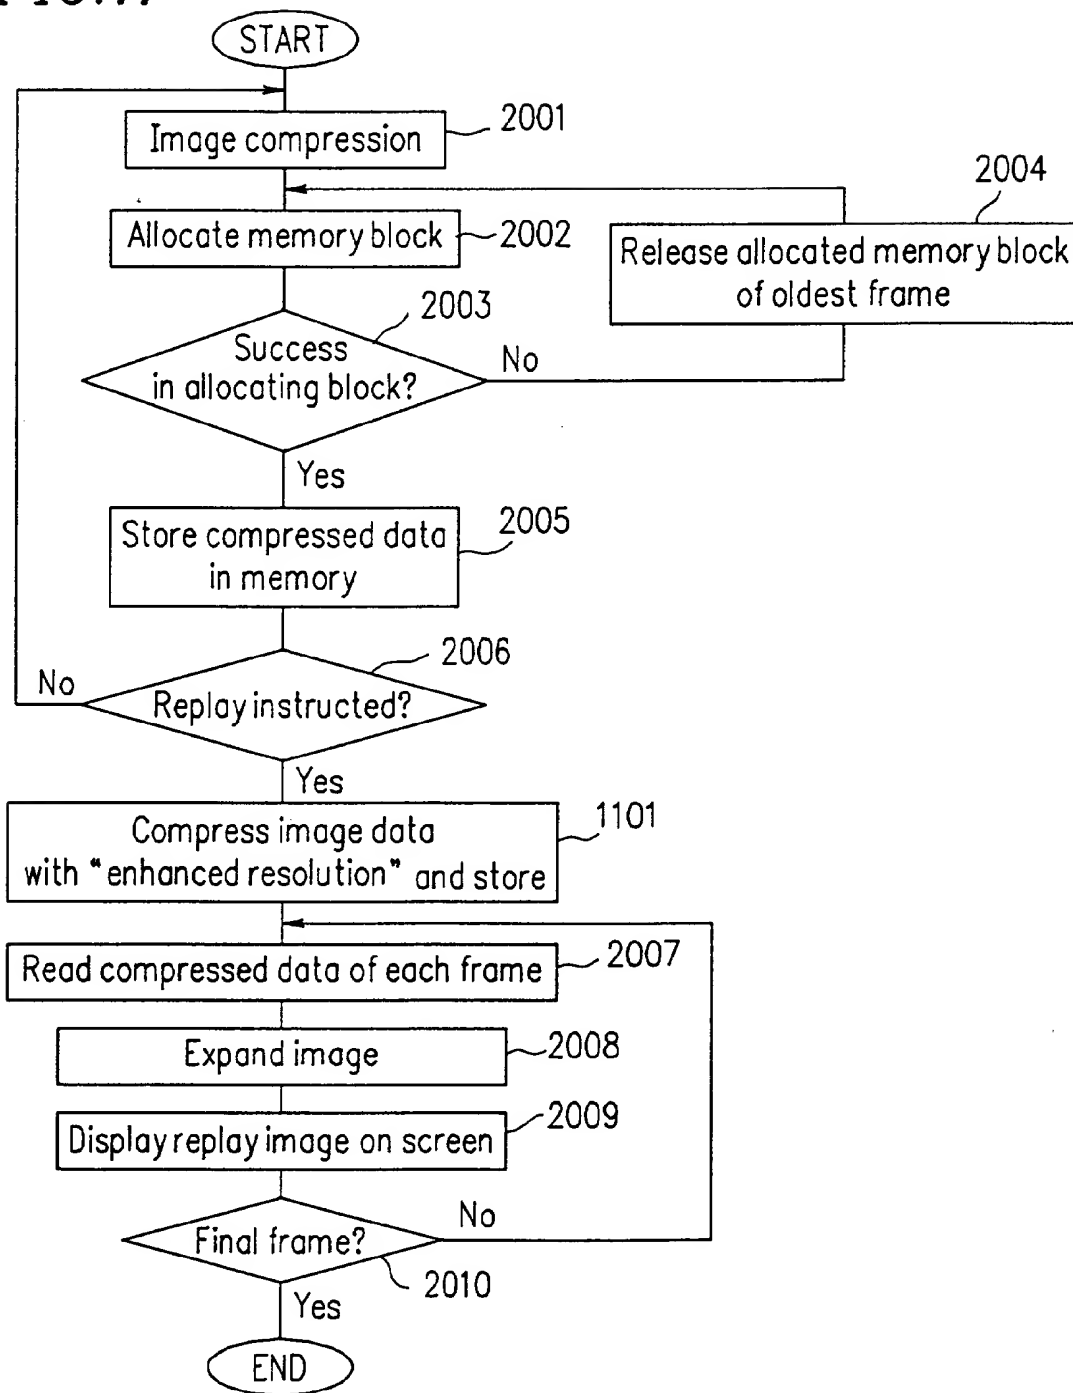 START
Image compression
2001
2004
Allocate memory block
2002
Release allocated memory block
of oldest frame
2003
Success
in allocating block?
No
Yes
Store compressed data
in memory
2005
2006
No
Replay instructed?
Yes
1101
Compress image data
with "enhanced resolution" and store
Read compressed data of each frame
2007
Expand image
2008
Display replay image on screen
2009
No
Final frame?
2010
Yes
END